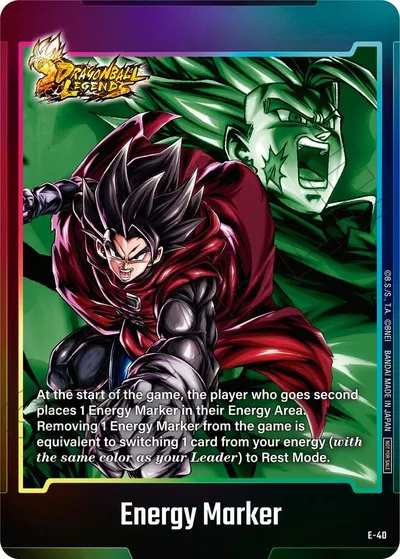 DRAGONBALL
LEGENDS
At the start of the game, the player who goes second
places 1 Energy Marker in their Energy Area.
Removing 1 Energy Marker from the game is
equivalent to switching 1 card from your energy (with
the same color as your Leader) to Rest Mode.
©B.S./S., T.A. ©BNEI BANDAI MADE IN JAPAN
NOT FOR SALE
Energy Marker
E-40